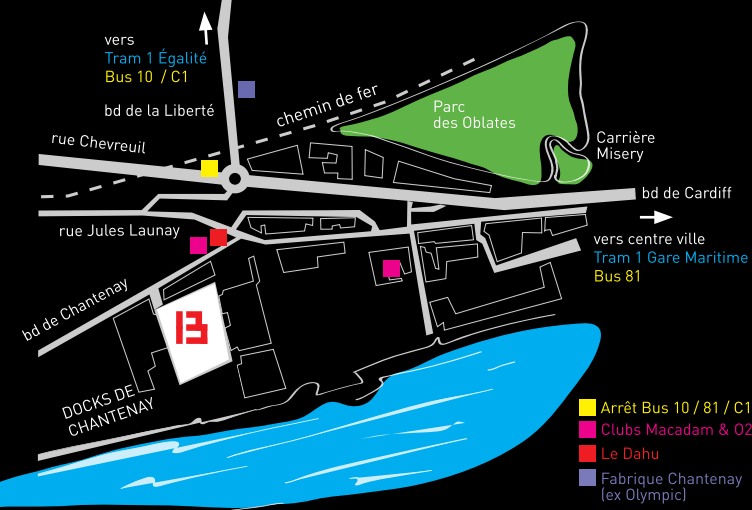 vers
Tram 1 Égalité
Bus 10 / C1
bd de la Liberté
chemin de fer
rue Chevreuil
Parc
des Oblates
Carrière
Misery
bd de Cardiff
rue Jules Launay
vers centre ville
Tram 1 Gare Maritime
Bus 81
bd de Chantenay
13
DOCKS DE
CHANTENAY
Arrêt Bus 10 / 81 / C1
Clubs Macadam & O2
Le Dahu
Fabrique Chantenay
(ex Olympic)